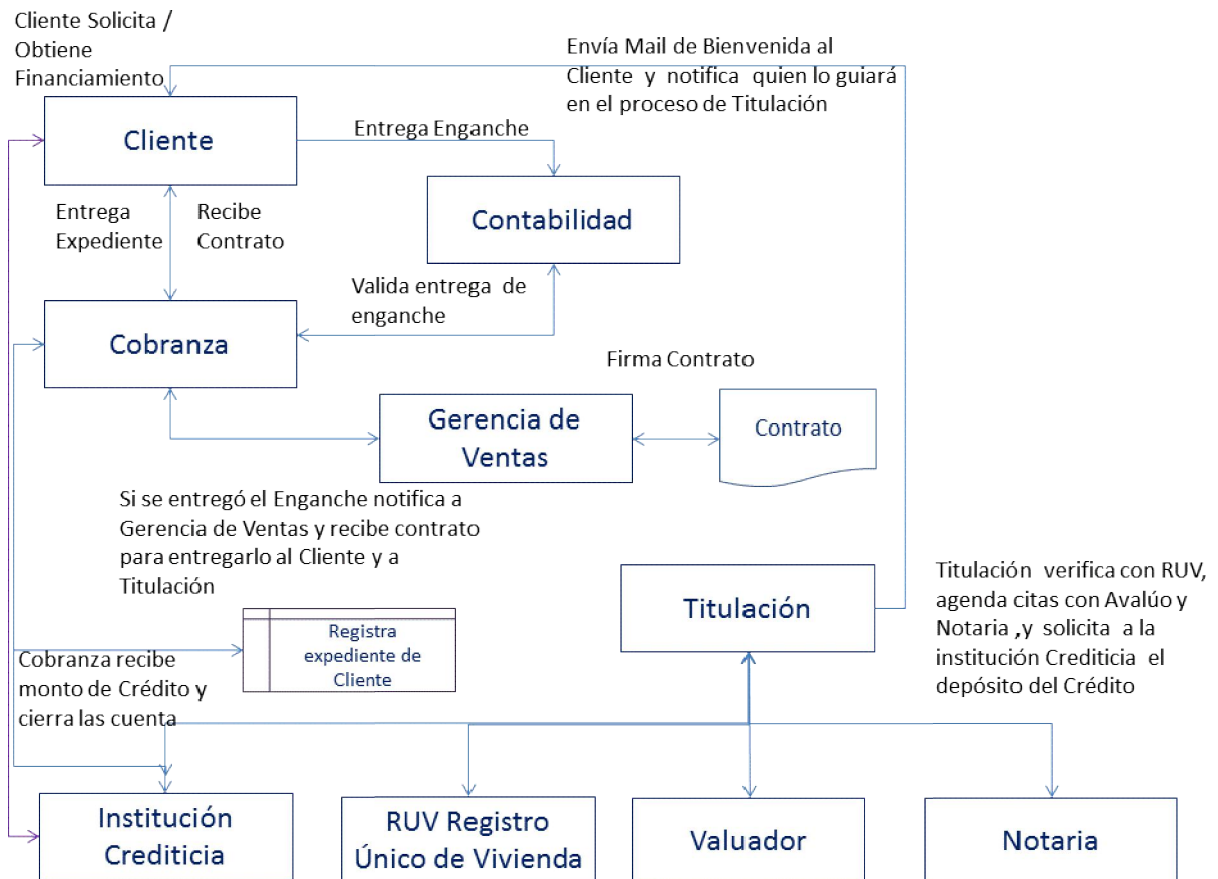 Cliente Solicita /
Obtiene
Financiamiento
Envía Mail de Bienvenida al
Cliente y notifica quien lo guiará
en el proceso de Titulación
Cliente
Entrega Enganche
Contabilidad
Entrega
Expediente
Recibe
Contrato
Valida entrega de
enganche
Cobranza
Firma Contrato
Gerencia de
Ventas
Contrato
Si se entregó el Enganche notifica a
Gerencia de Ventas y recibe contrato
para entregarlo al Cliente y a
Titulación
Titulación
Titulación verifica con RUV,
agenda citas con Avalúo y
Notaria ,y solicita a la
institución Crediticia el
depósito del Crédito
Registra
expediente de
Cliente
Cobranza recibe
monto de Crédito y
cierra las cuenta
Institución
Crediticia
RUV Registro
Único de Vivienda
Valuador
Notaria